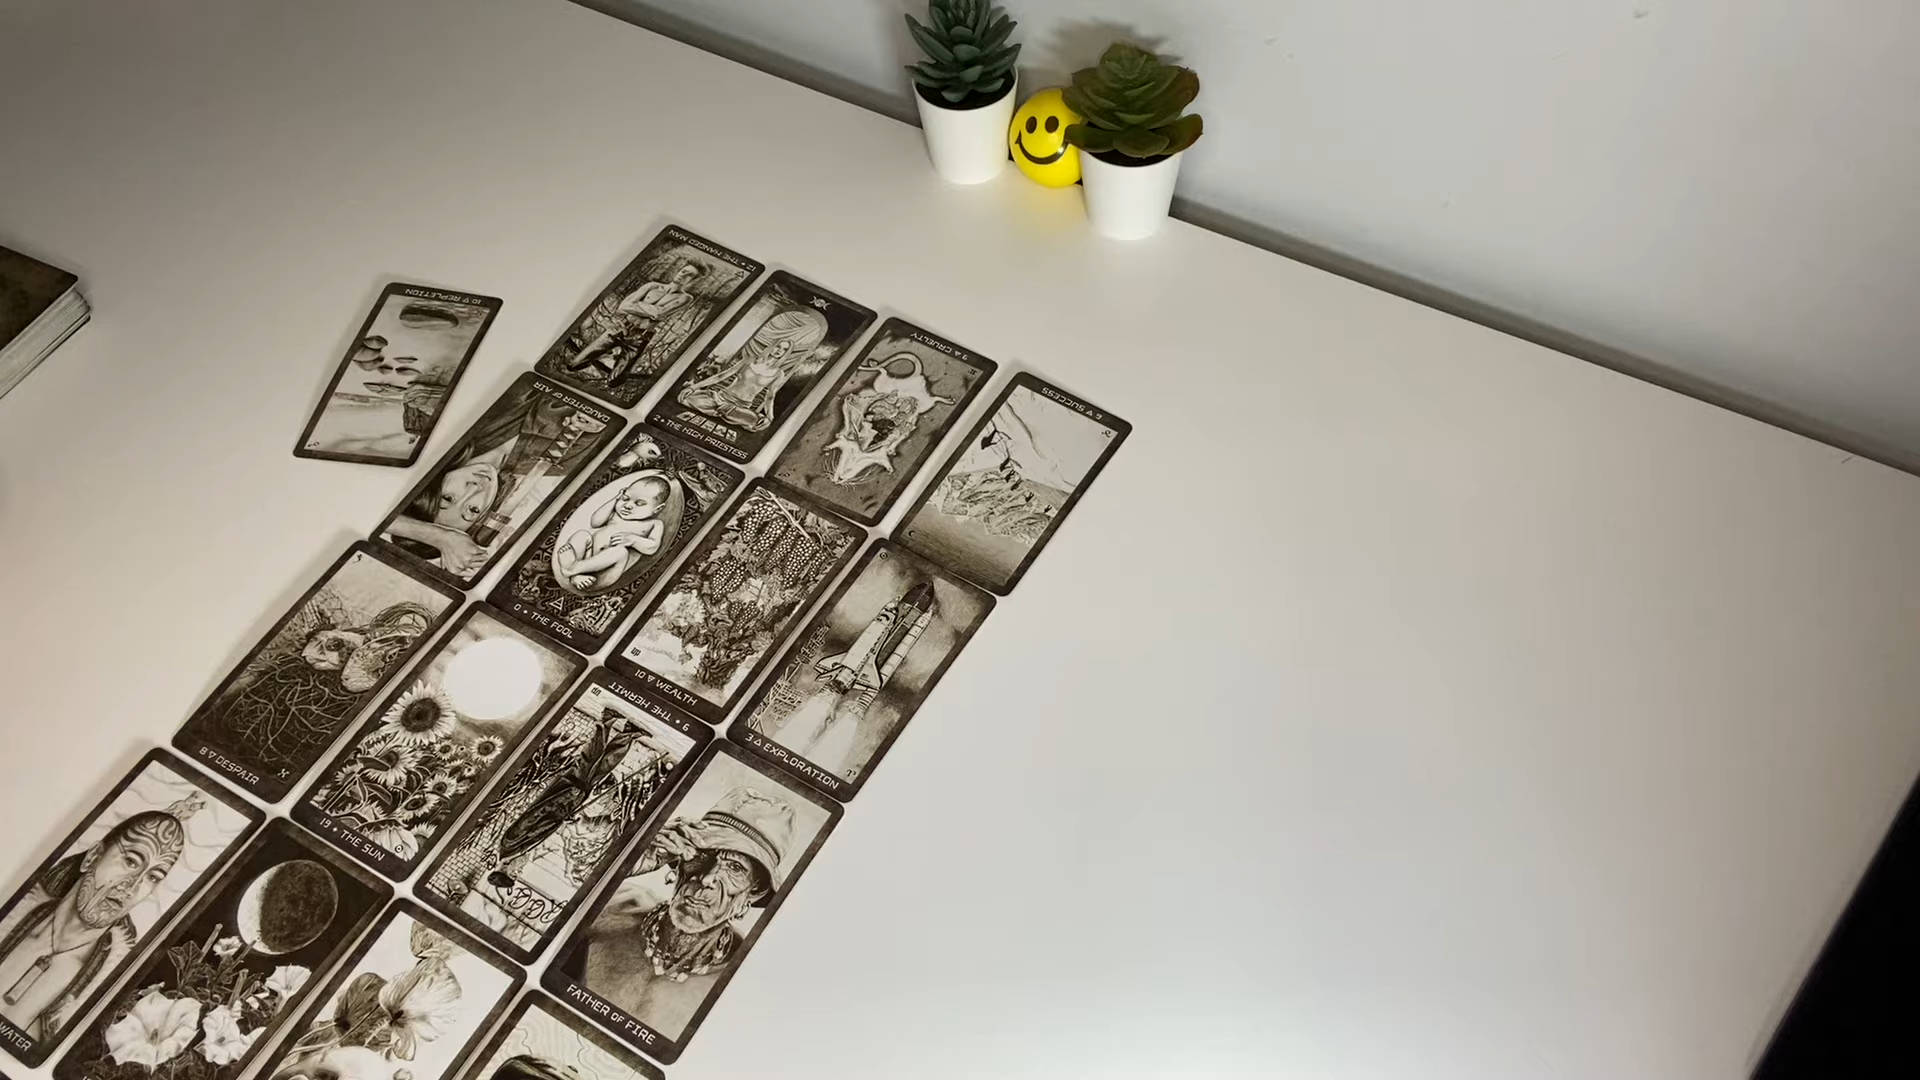 12 • THE HANGED MAN
10 ▽ REPLETION
2 • THE HIGH PRIESTESS
9 CRUELTY
6 SUCCESS
DAUGHTER OF AIR
0 • THE FOOL
10 WEALTH
3 △ EXPLORATION
8 ▽ DESPAIR
19 • THE SUN
9 • THE HERMIT
FATHER OF FIRE
WATER